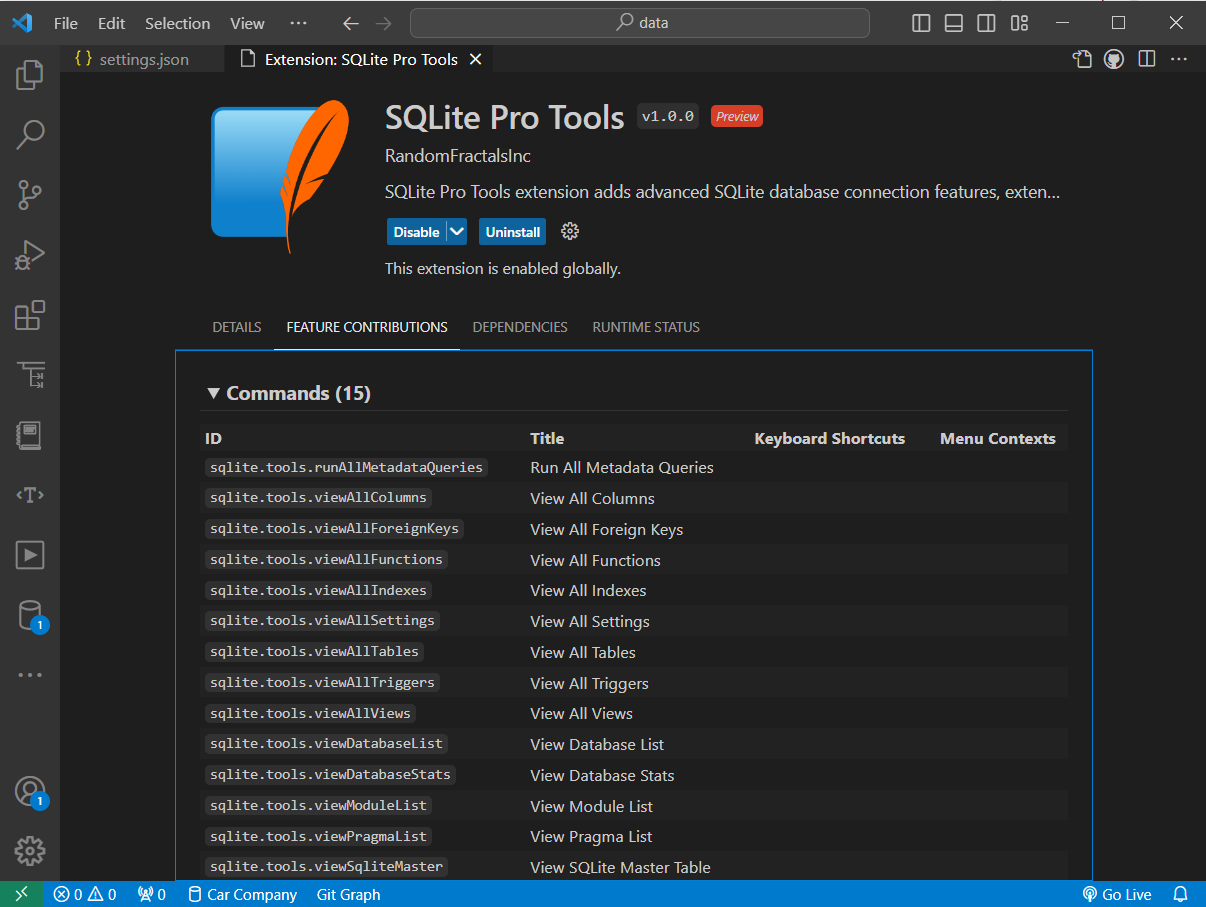 File Edit Selection View ··· data
{ } settings.json Extension: SQLite Pro Tools
SQLite Pro Tools v1.0.0 Preview
RandomFractalsInc
SQLite Pro Tools extension adds advanced SQLite database connection features, exten...
Disable Uninstall
This extension is enabled globally.
DETAILS FEATURE CONTRIBUTIONS DEPENDENCIES RUNTIME STATUS
Commands (15)
ID Title Keyboard Shortcuts Menu Contexts
sqlite.tools.runAllMetadataQueries Run All Metadata Queries
sqlite.tools.viewAllColumns View All Columns
sqlite.tools.viewAllForeignKeys View All Foreign Keys
sqlite.tools.viewAllFunctions View All Functions
sqlite.tools.viewAllIndexes View All Indexes
sqlite.tools.viewAllSettings View All Settings
sqlite.tools.viewAllTables View All Tables
sqlite.tools.viewAllTriggers View All Triggers
sqlite.tools.viewAllViews View All Views
sqlite.tools.viewDatabaseList View Database List
1
sqlite.tools.viewDatabaseStats View Database Stats
sqlite.tools.viewModuleList View Module List
1
sqlite.tools.viewPragmaList View Pragma List
sqlite.tools.viewSqliteMaster View SQLite Master Table
0 0 0 Car Company Git Graph Go Live